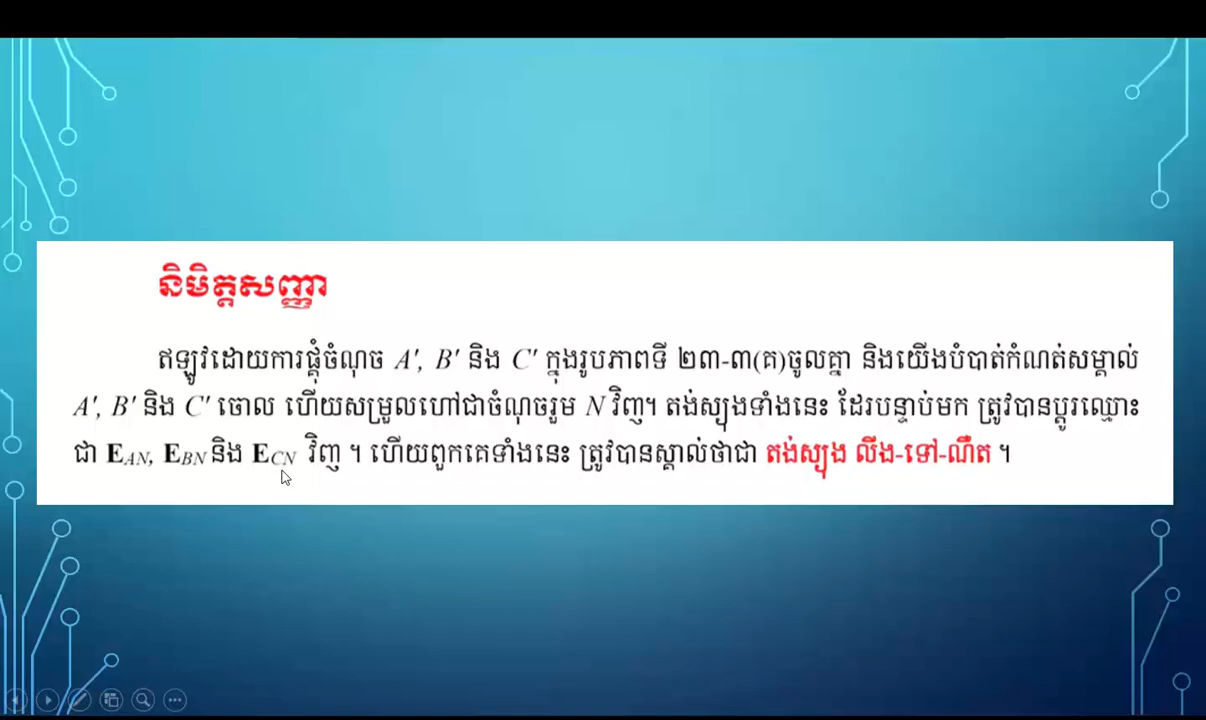 និមិត្តសញ្ញា
ឥឡូវដោយការផ្គុំចំណុច A′, B′ និង C′ ក្នុងរូបភាពទី ២៣-៣(គ)ចូលគ្នា និងយើងបំបាត់កំណត់សម្គាល់
A′, B′ និង C′ ចោល ហើយសម្រួលហៅជាចំណុចរួម N វិញ។ តង់ស្យុងទាំងនេះ ដែរបន្ទាប់មក ត្រូវបានប្តូរឈ្មោះ
ជា EAN, EBN និង ECN វិញ ។ ហើយពួកគេទាំងនេះ ត្រូវបានស្គាល់ថាជា តង់ស្យុង លីង-ទៅ-ណឺត ។